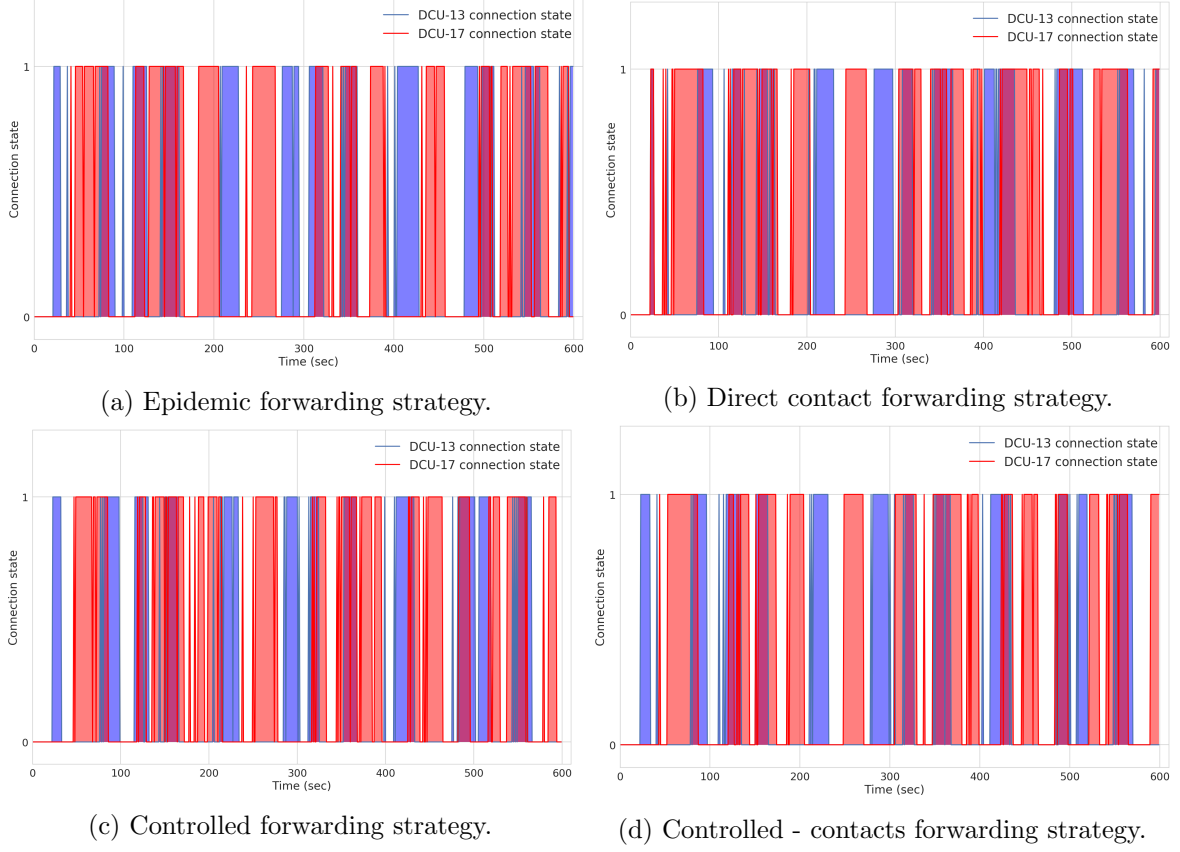 DCU-13 connection state
DCU-17 connection state
1
Connection state
0
0 100 200 300 400 500 600
Time (sec)
(a) Epidemic forwarding strategy.
DCU-13 connection state
DCU-17 connection state
1
Connection state
0
0 100 200 300 400 500 600
Time (sec)
(b) Direct contact forwarding strategy.
DCU-13 connection state
DCU-17 connection state
1
Connection state
0
0 100 200 300 400 500 600
Time (sec)
(c) Controlled forwarding strategy.
DCU-13 connection state
DCU-17 connection state
1
Connection state
0
0 100 200 300 400 500 600
Time (sec)
(d) Controlled - contacts forwarding strategy.